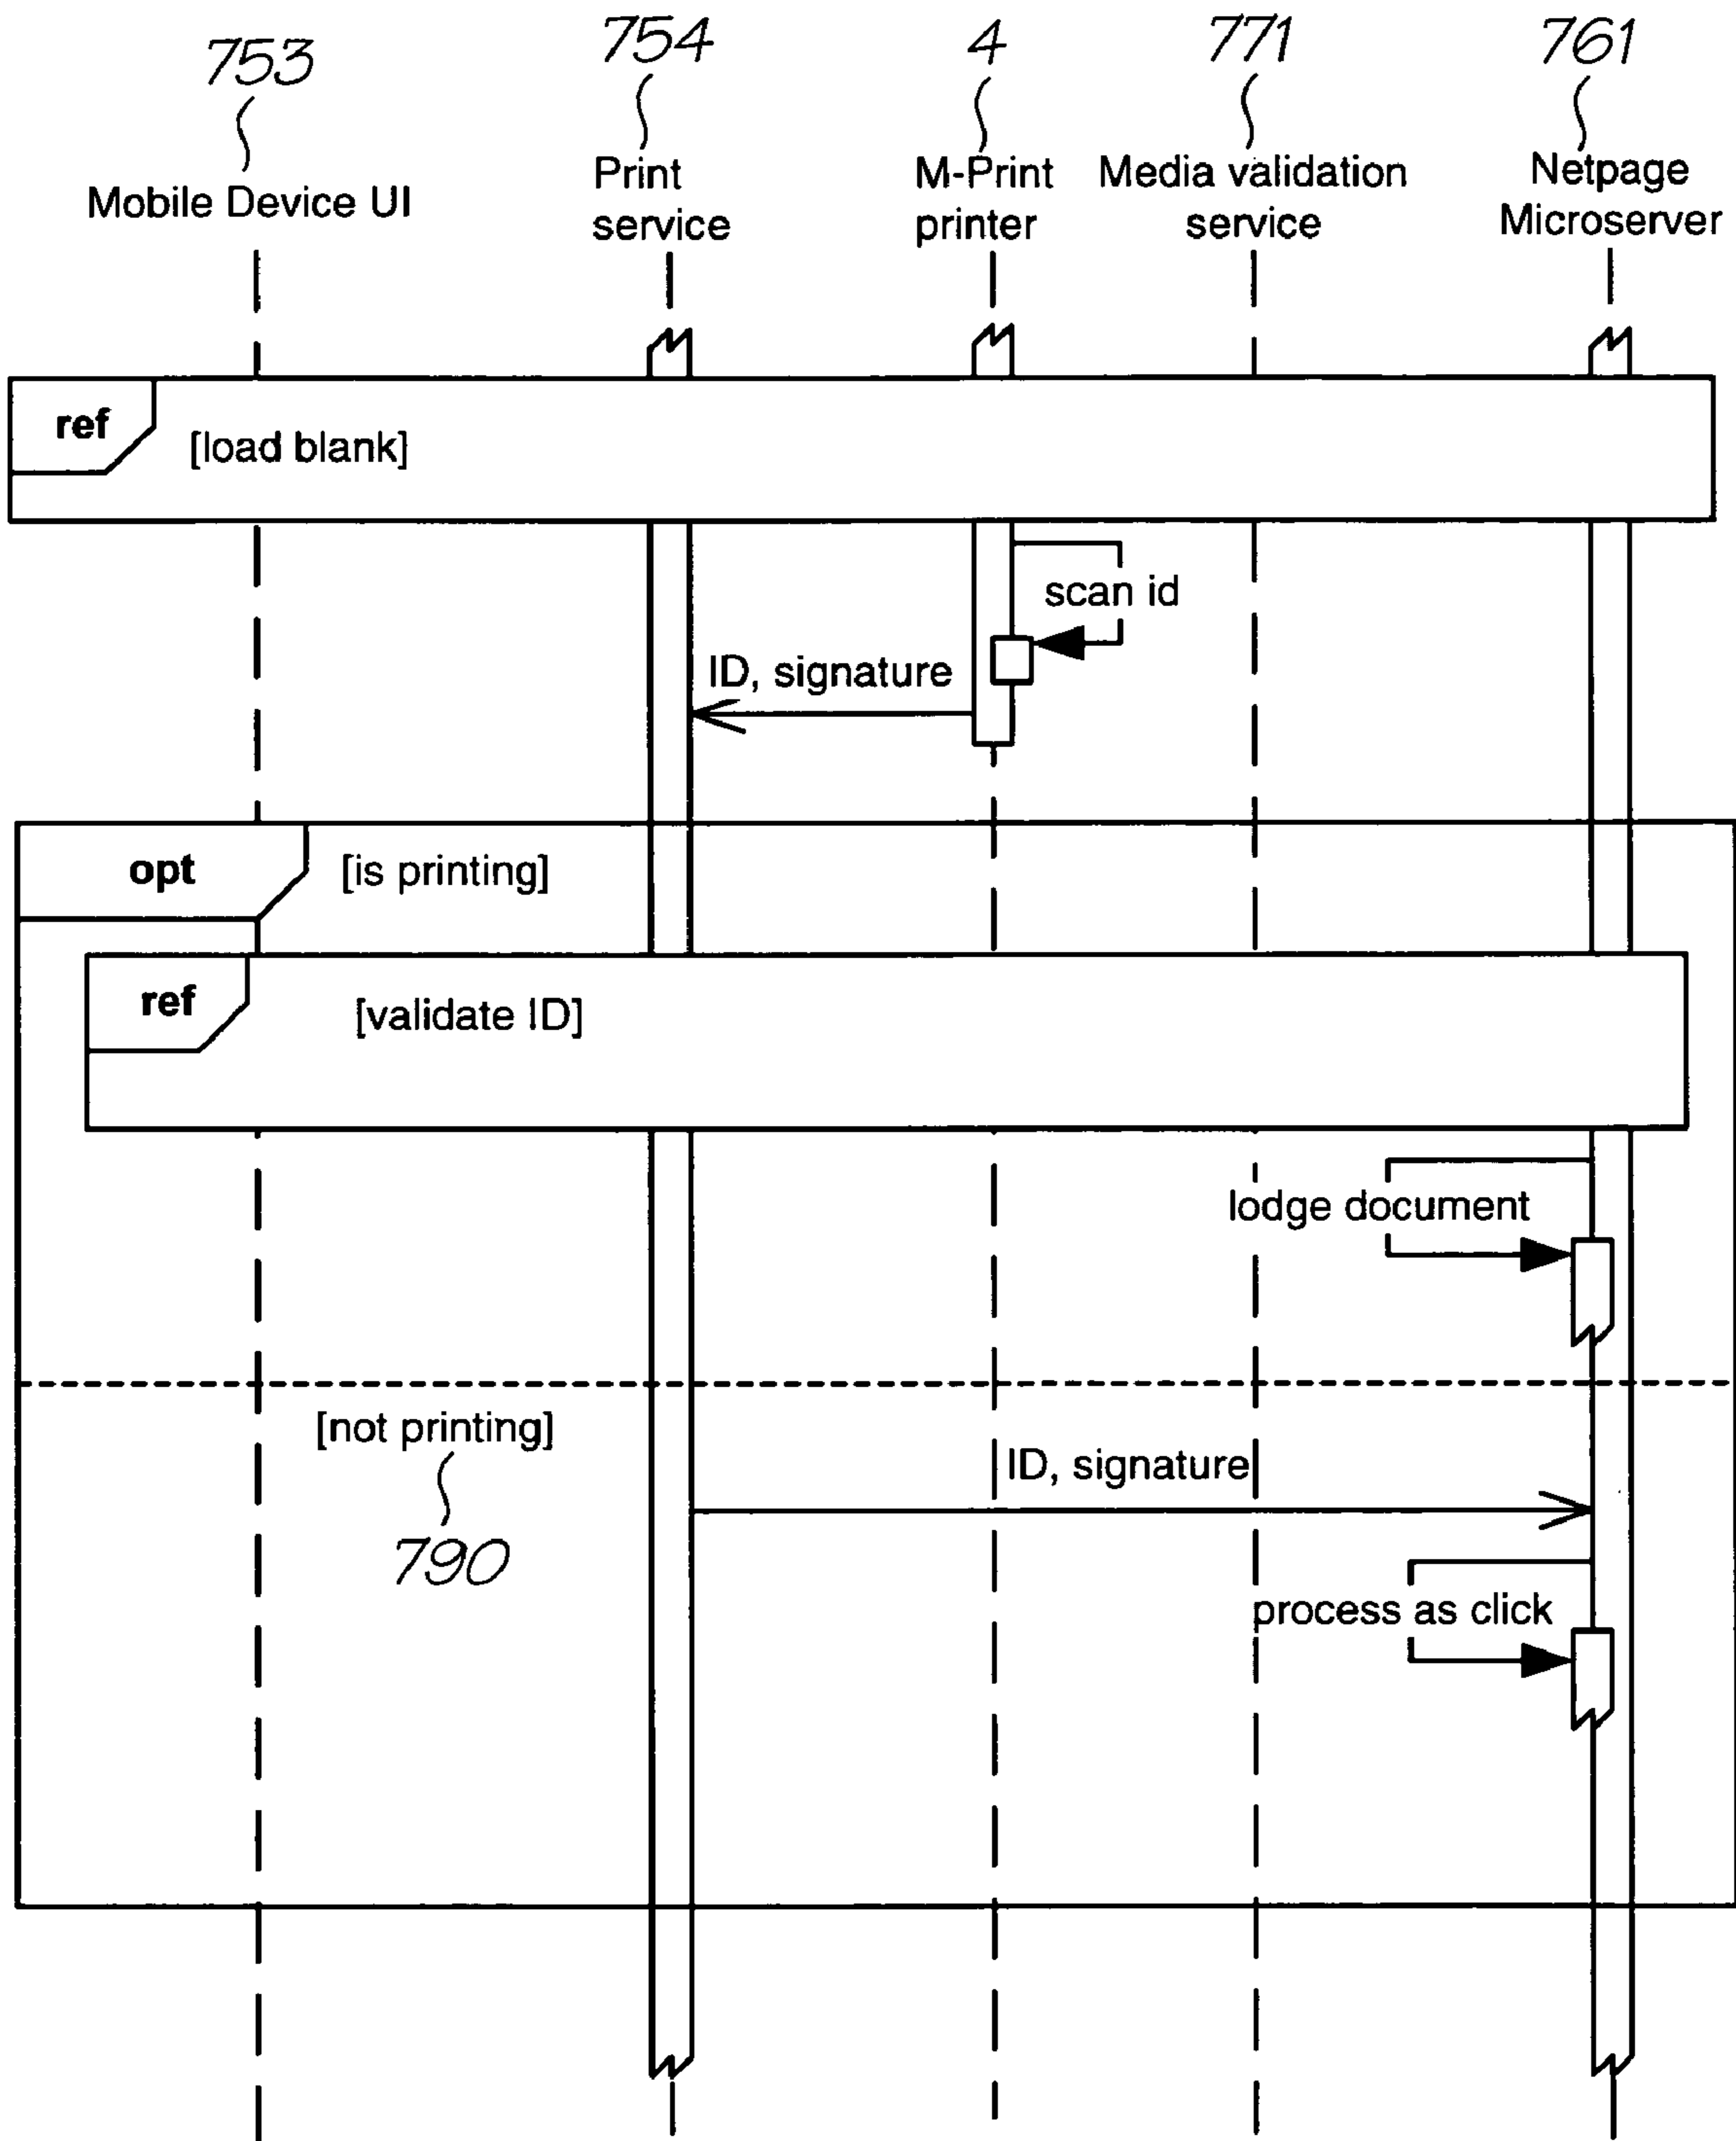 753
754
4
771
761
Mobile Device UI
Print
service
M-Print
printer
Media validation
service
Netpage
Microserver
ref
[load blank]
scan id
ID, signature
opt
[is printing]
ref
[validate ID]
lodge document
[not printing]
ID, signature
790
process as click